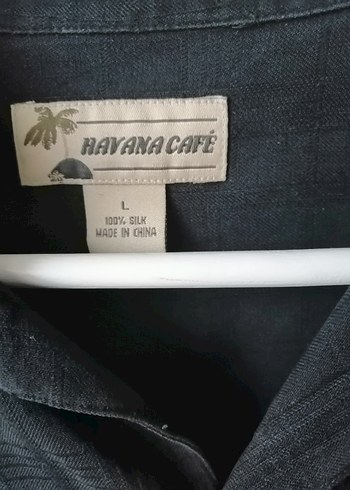 HAVANA CAFÉ
L
100% SILK
MADE IN CHINA